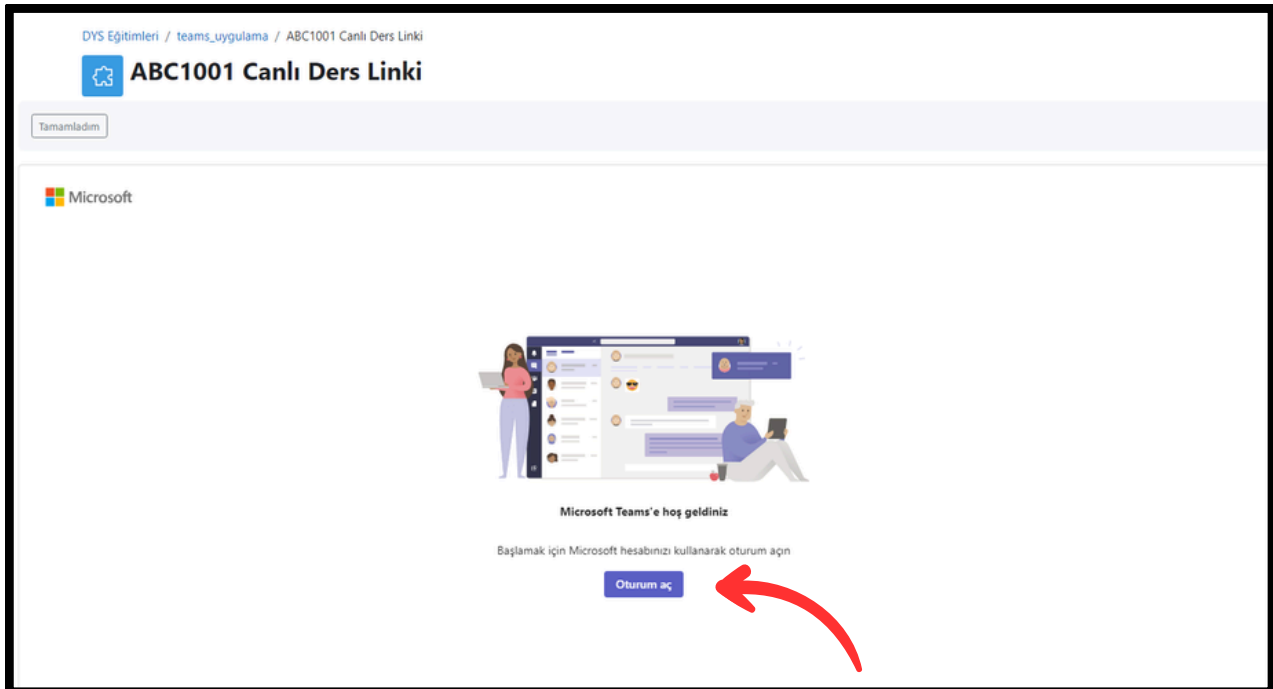 DYS Eğitimleri / teams_uygulama / ABC1001 Canlı Ders Linki
ABC1001 Canlı Ders Linki
Tamamladım
Microsoft
Microsoft Teams'e hoş geldiniz
Başlamak için Microsoft hesabınızı kullanarak oturum açın
Oturum aç